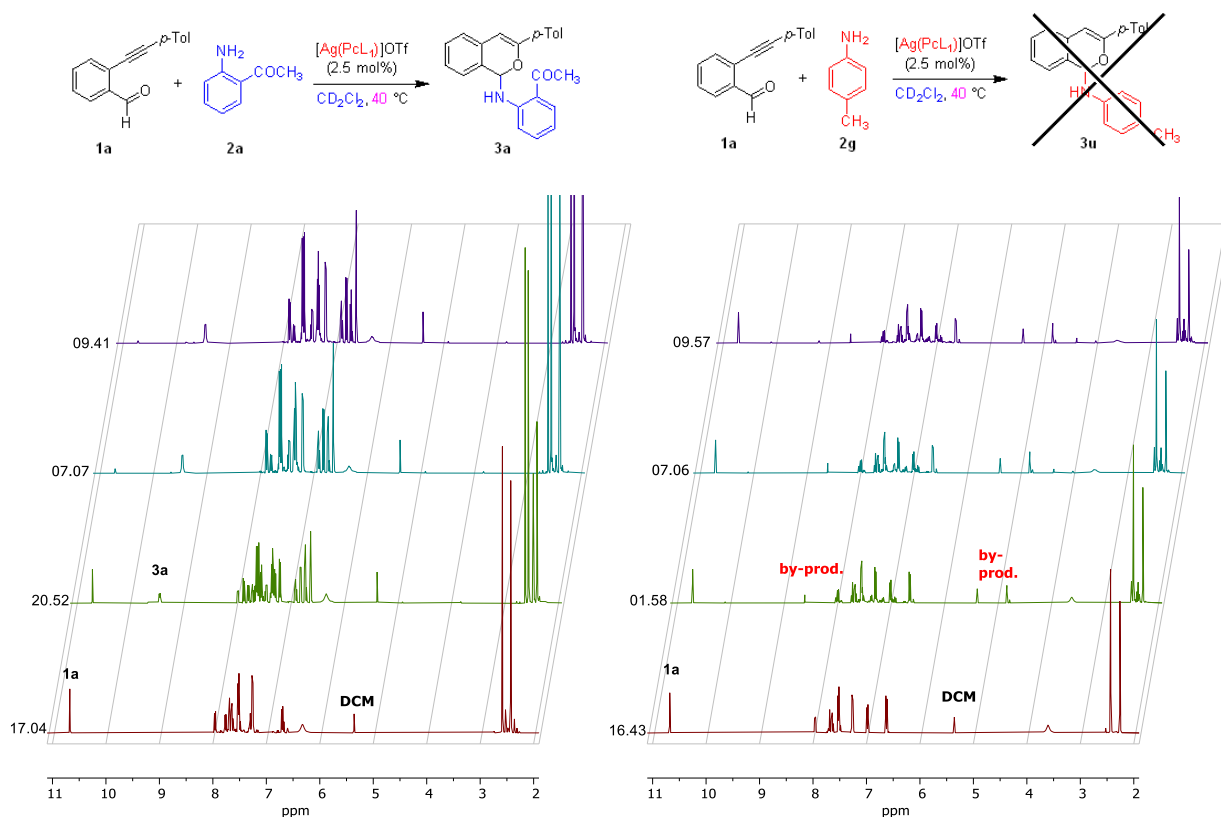 p-Tol
NH2
COCH3
+
O
H
[Ag(PcL1)]OTf
(2.5 mol%)
CD2Cl2, 40 °C
p-Tol
O
COCH3
HN
1a
2a
3a
p-Tol
NH2
+
O
H
CH3
[Ag(PcL1)]OTf
(2.5 mol%)
CD2Cl2, 40 °C
p-Tol
O
HN
CH3
1a
2g
3u
09.41
07.07
3a
20.52
1a
DCM
17.04
11 10 9 8 7 6 5 4 3 2
ppm
09.57
07.06
by-prod.
by-
prod.
01.58
1a
DCM
16.43
11 10 9 8 7 6 5 4 3 2
ppm